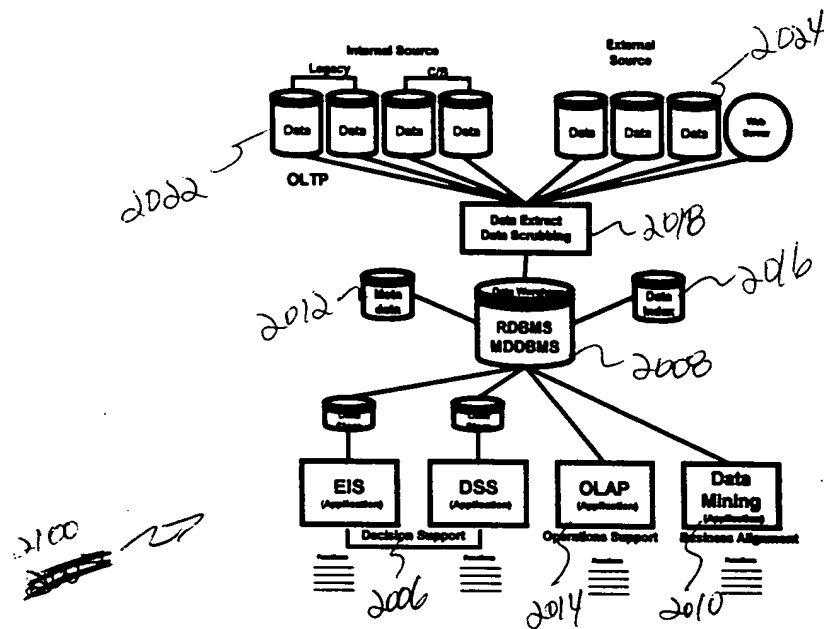 Internal Source
External
Source
2024
Legacy
C/S
Data Data Data Data
Data Data Data
Web
Server
2022
OLTP
Data Extract
Data Scrubbing
2018
2012
Meta
data
Data
RDBMS
MDDBMS
2008
Data
Index
2016
EIS
(Application)
DSS
(Application)
OLAP
(Application)
Data
Mining
(Application)
Decision Support
Operations Support
Business Alignment
2100
2006
2014
2010